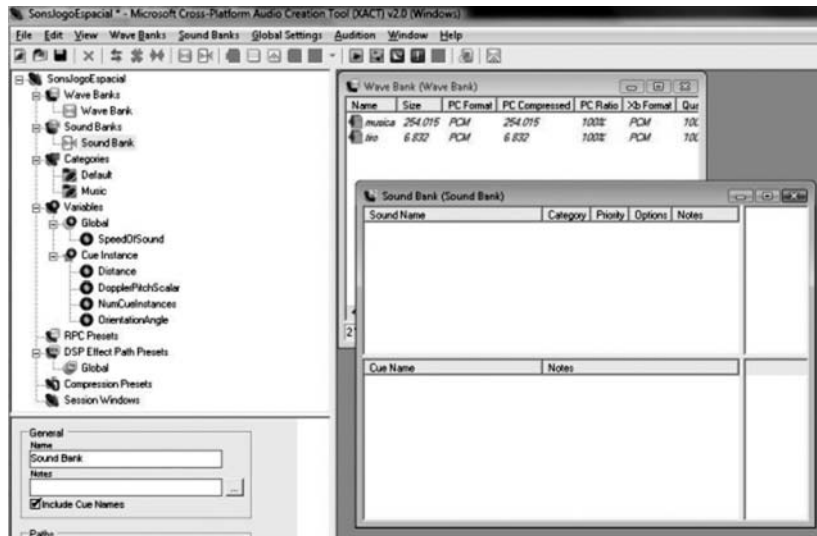 SonsJogoEspacial * - Microsoft Cross-Platform Audio Creation Tool (XACT) v2.0 (Windows)
File Edit View Wave Banks Sound Banks Global Settings Audition Window Help
SonsJogoEspacial
Wave Banks
Wave Bank
Sound Banks
Sound Bank
Categories
Default
Music
Variables
Global
SpeedOfSound
Cue Instance
Distance
DopplerPitchScalar
NumCueInstances
OrientationAngle
RPC Presets
DSP Effect Path Presets
Global
Compression Presets
Session Windows
General
Name
Sound Bank
Notes
...
Include Cue Names
Paths
Wave Bank (Wave Bank)
Name Size PC Format PC Compressed PC Ratio Xb Format
musica 254.015 PCM 254.015 100% PCM
tiro 6.832 PCM 6.832 100% PCM
Sound Bank (Sound Bank)
Sound Name Category Priority Options Notes
Cue Name Notes